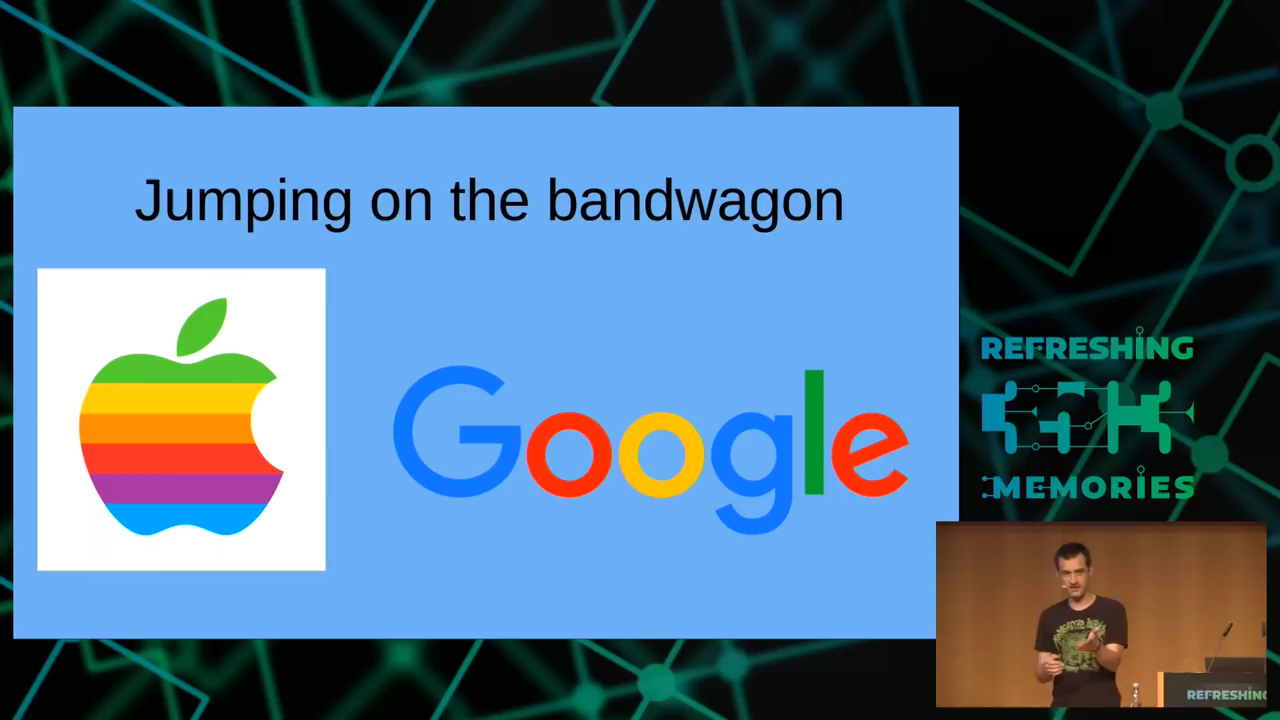 Jumping on the bandwagon
Google
REFRESHING
MEMORIES
REFRESHING